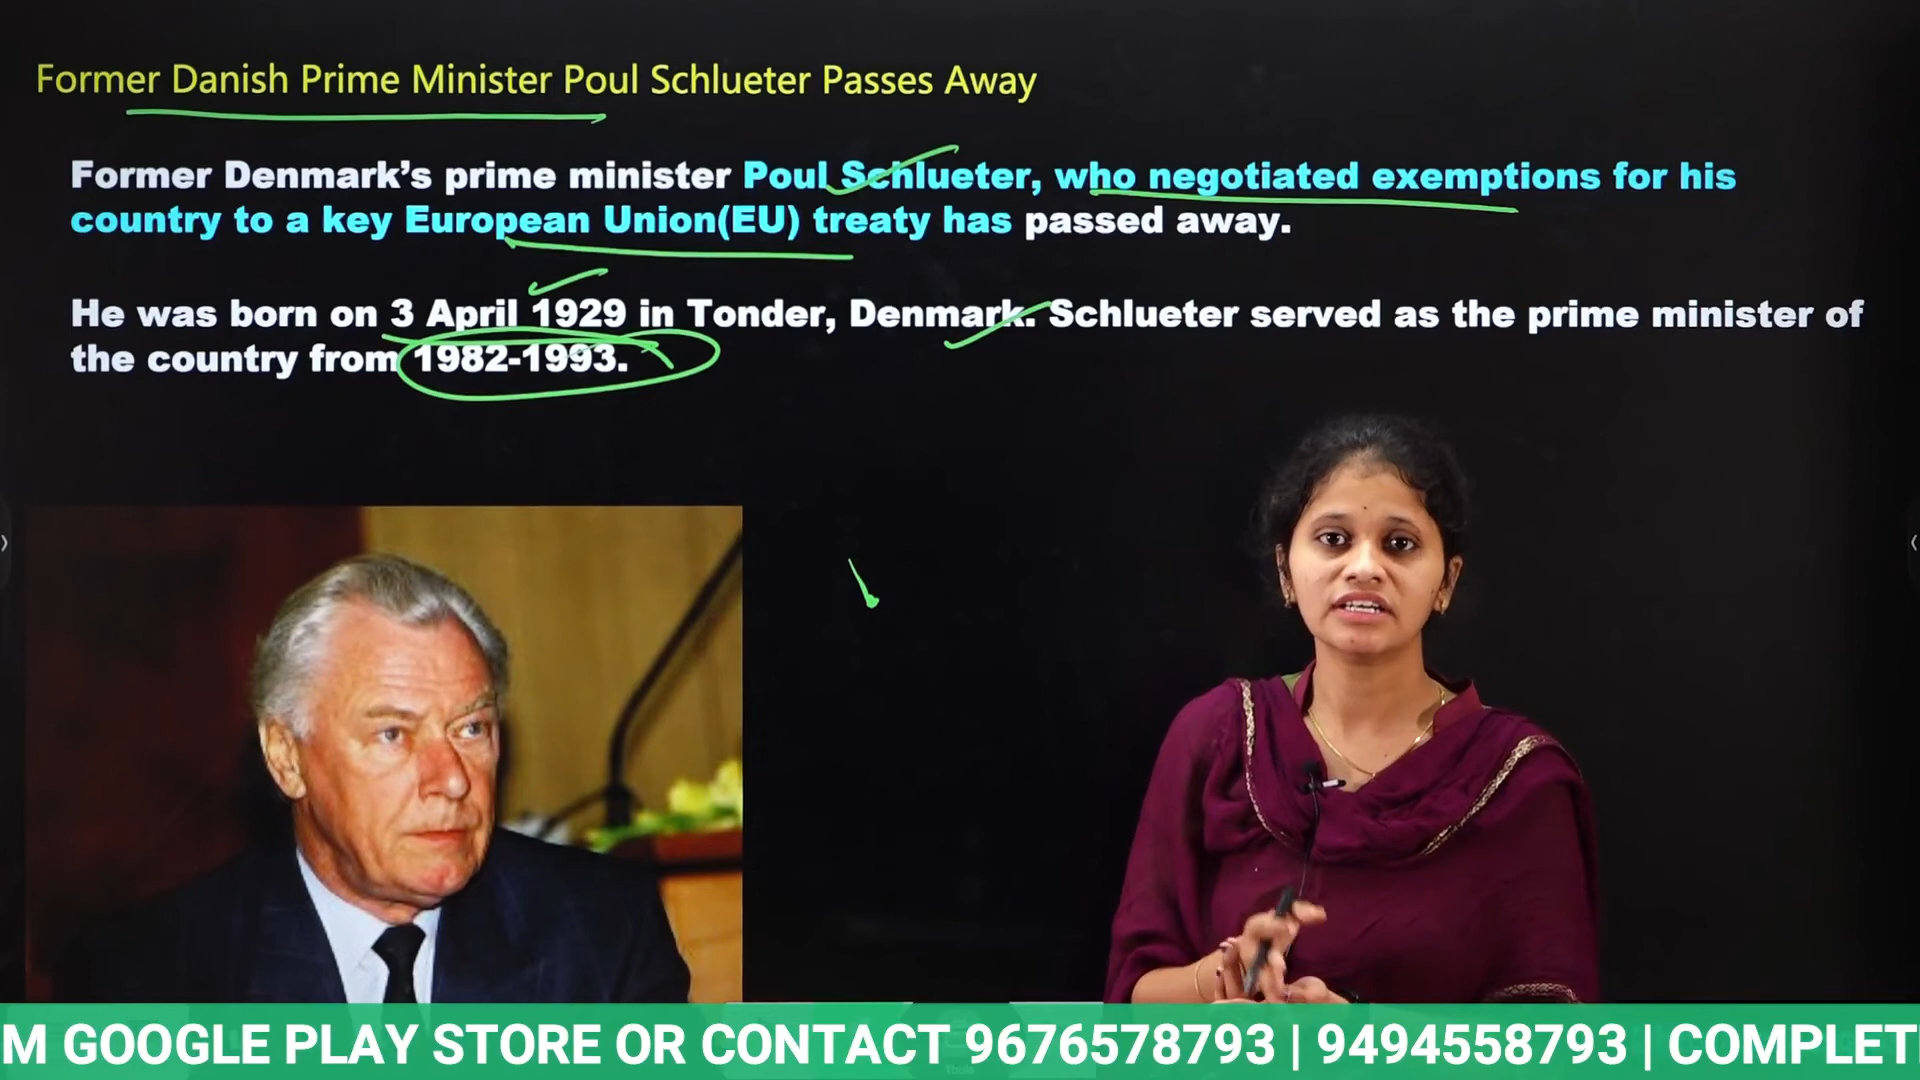 Former Danish Prime Minister Poul Schlueter Passes Away
Former Denmark’s prime minister Poul Schlueter, who negotiated exemptions for his
country to a key European Union(EU) treaty has passed away.
He was born on 3 April 1929 in Tonder, Denmark. Schlueter served as the prime minister of
the country from 1982-1993.
M GOOGLE PLAY STORE OR CONTACT 9676578793 | 9494558793 | COMPLET
Tools